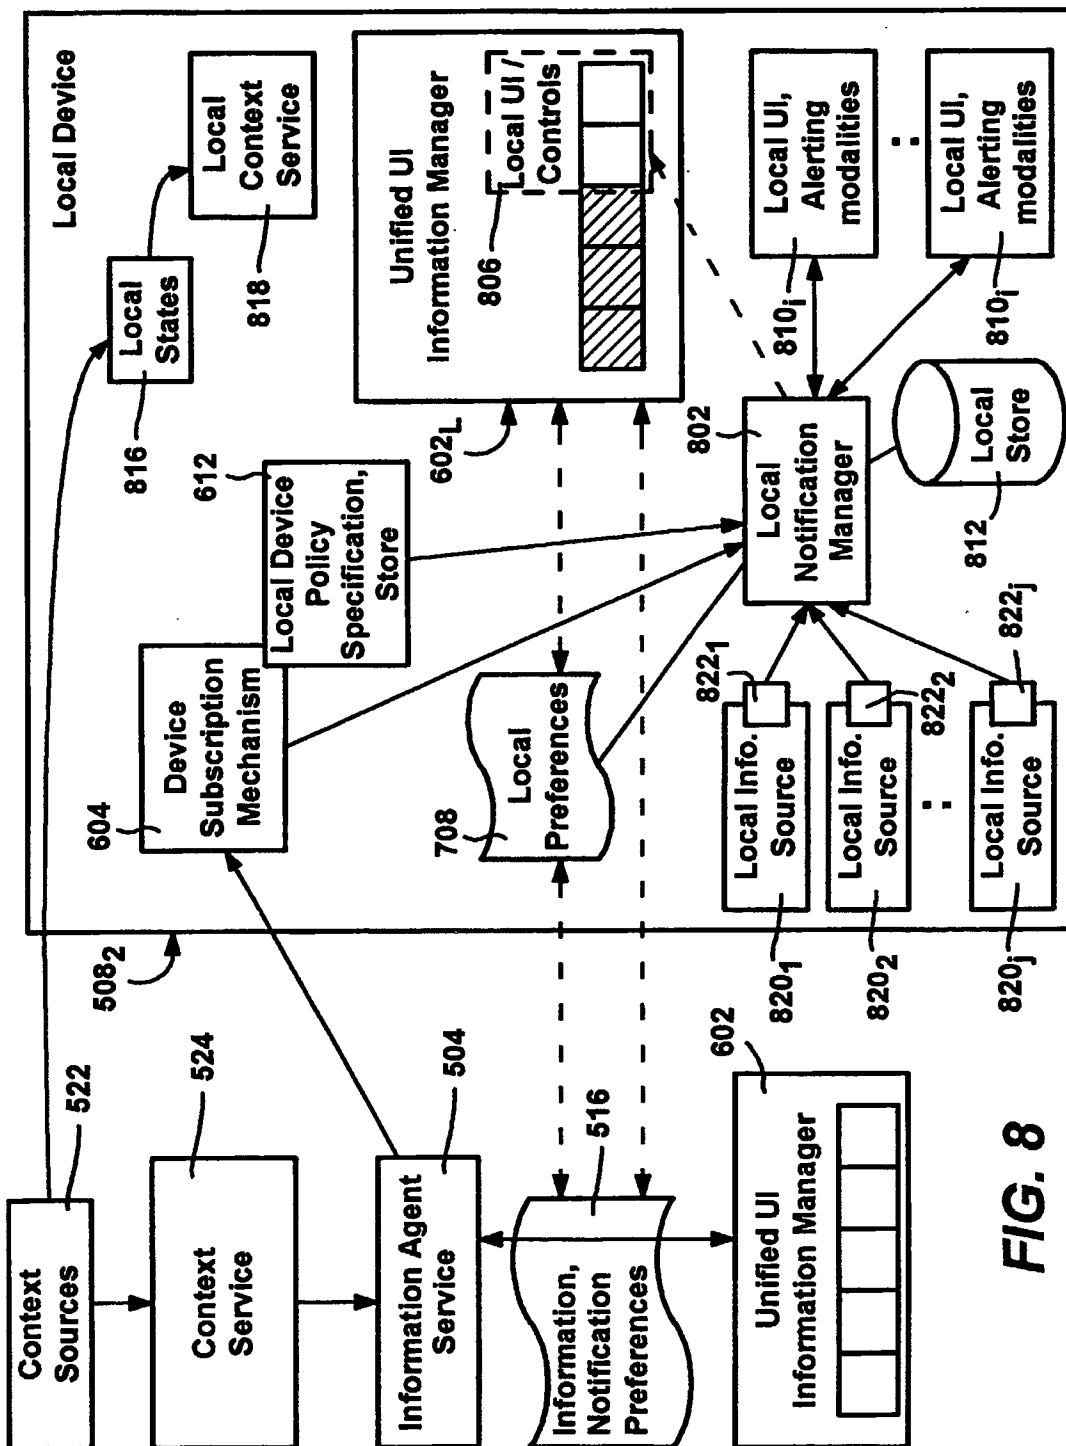 Local Device
Context
Sources
522
Context
Service
524
Information Agent
Service
504
Information,
Notification
Preferences
516
Unified UI
Information Manager
602
508₂
Local
States
816
Local
Context
Service
818
Device
Subscription
Mechanism
604
Local Device
Policy
Specification,
Store
612
Unified UI
Information Manager
Local UI /
Controls
806
602L
Local
Preferences
708
Local
Notification
Manager
802
Local UI,
Alerting
modalities
810i
Local UI,
Alerting
modalities
810i
Local
Store
812
Local Info.
Source
820₁
822₁
Local Info.
Source
820₂
822₂
Local Info.
Source
820j
822j
FIG. 8